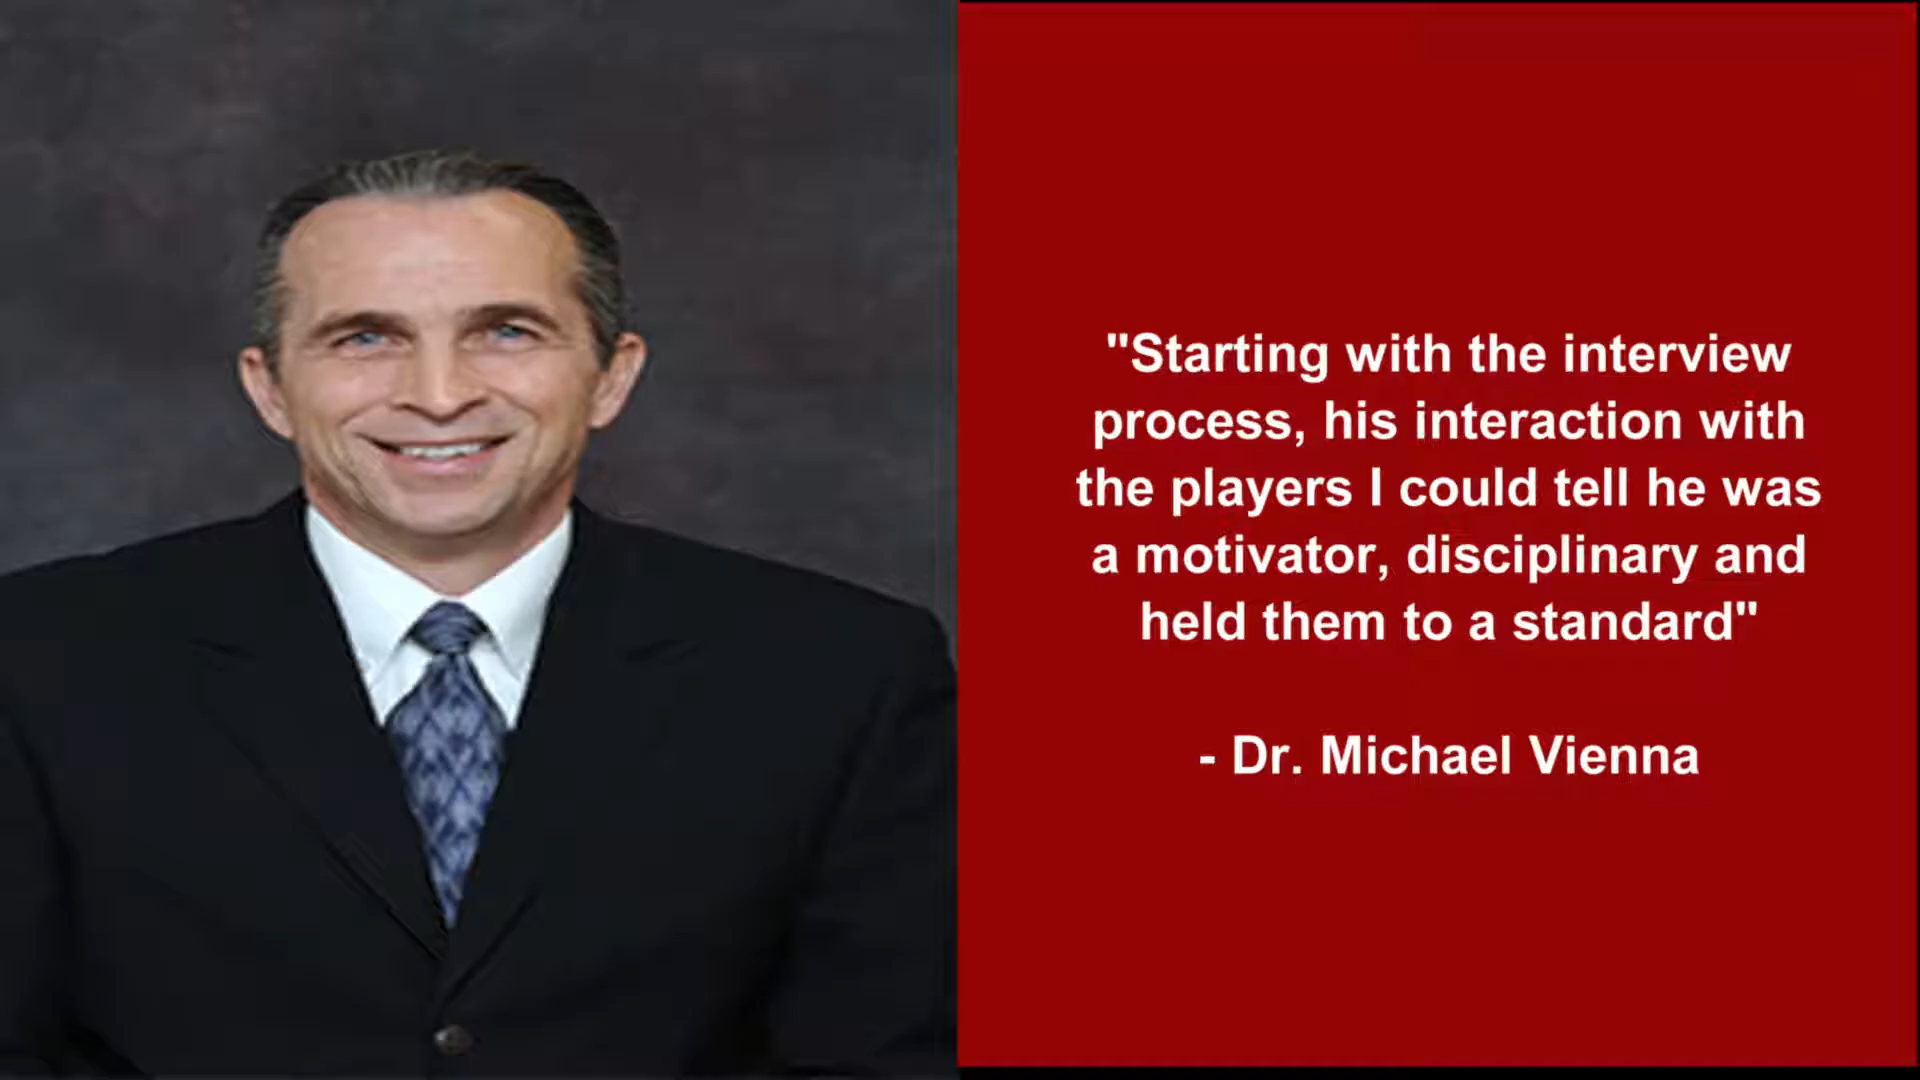 "Starting with the interview
process, his interaction with
the players I could tell he was
a motivator, disciplinary and
held them to a standard"
- Dr. Michael Vienna